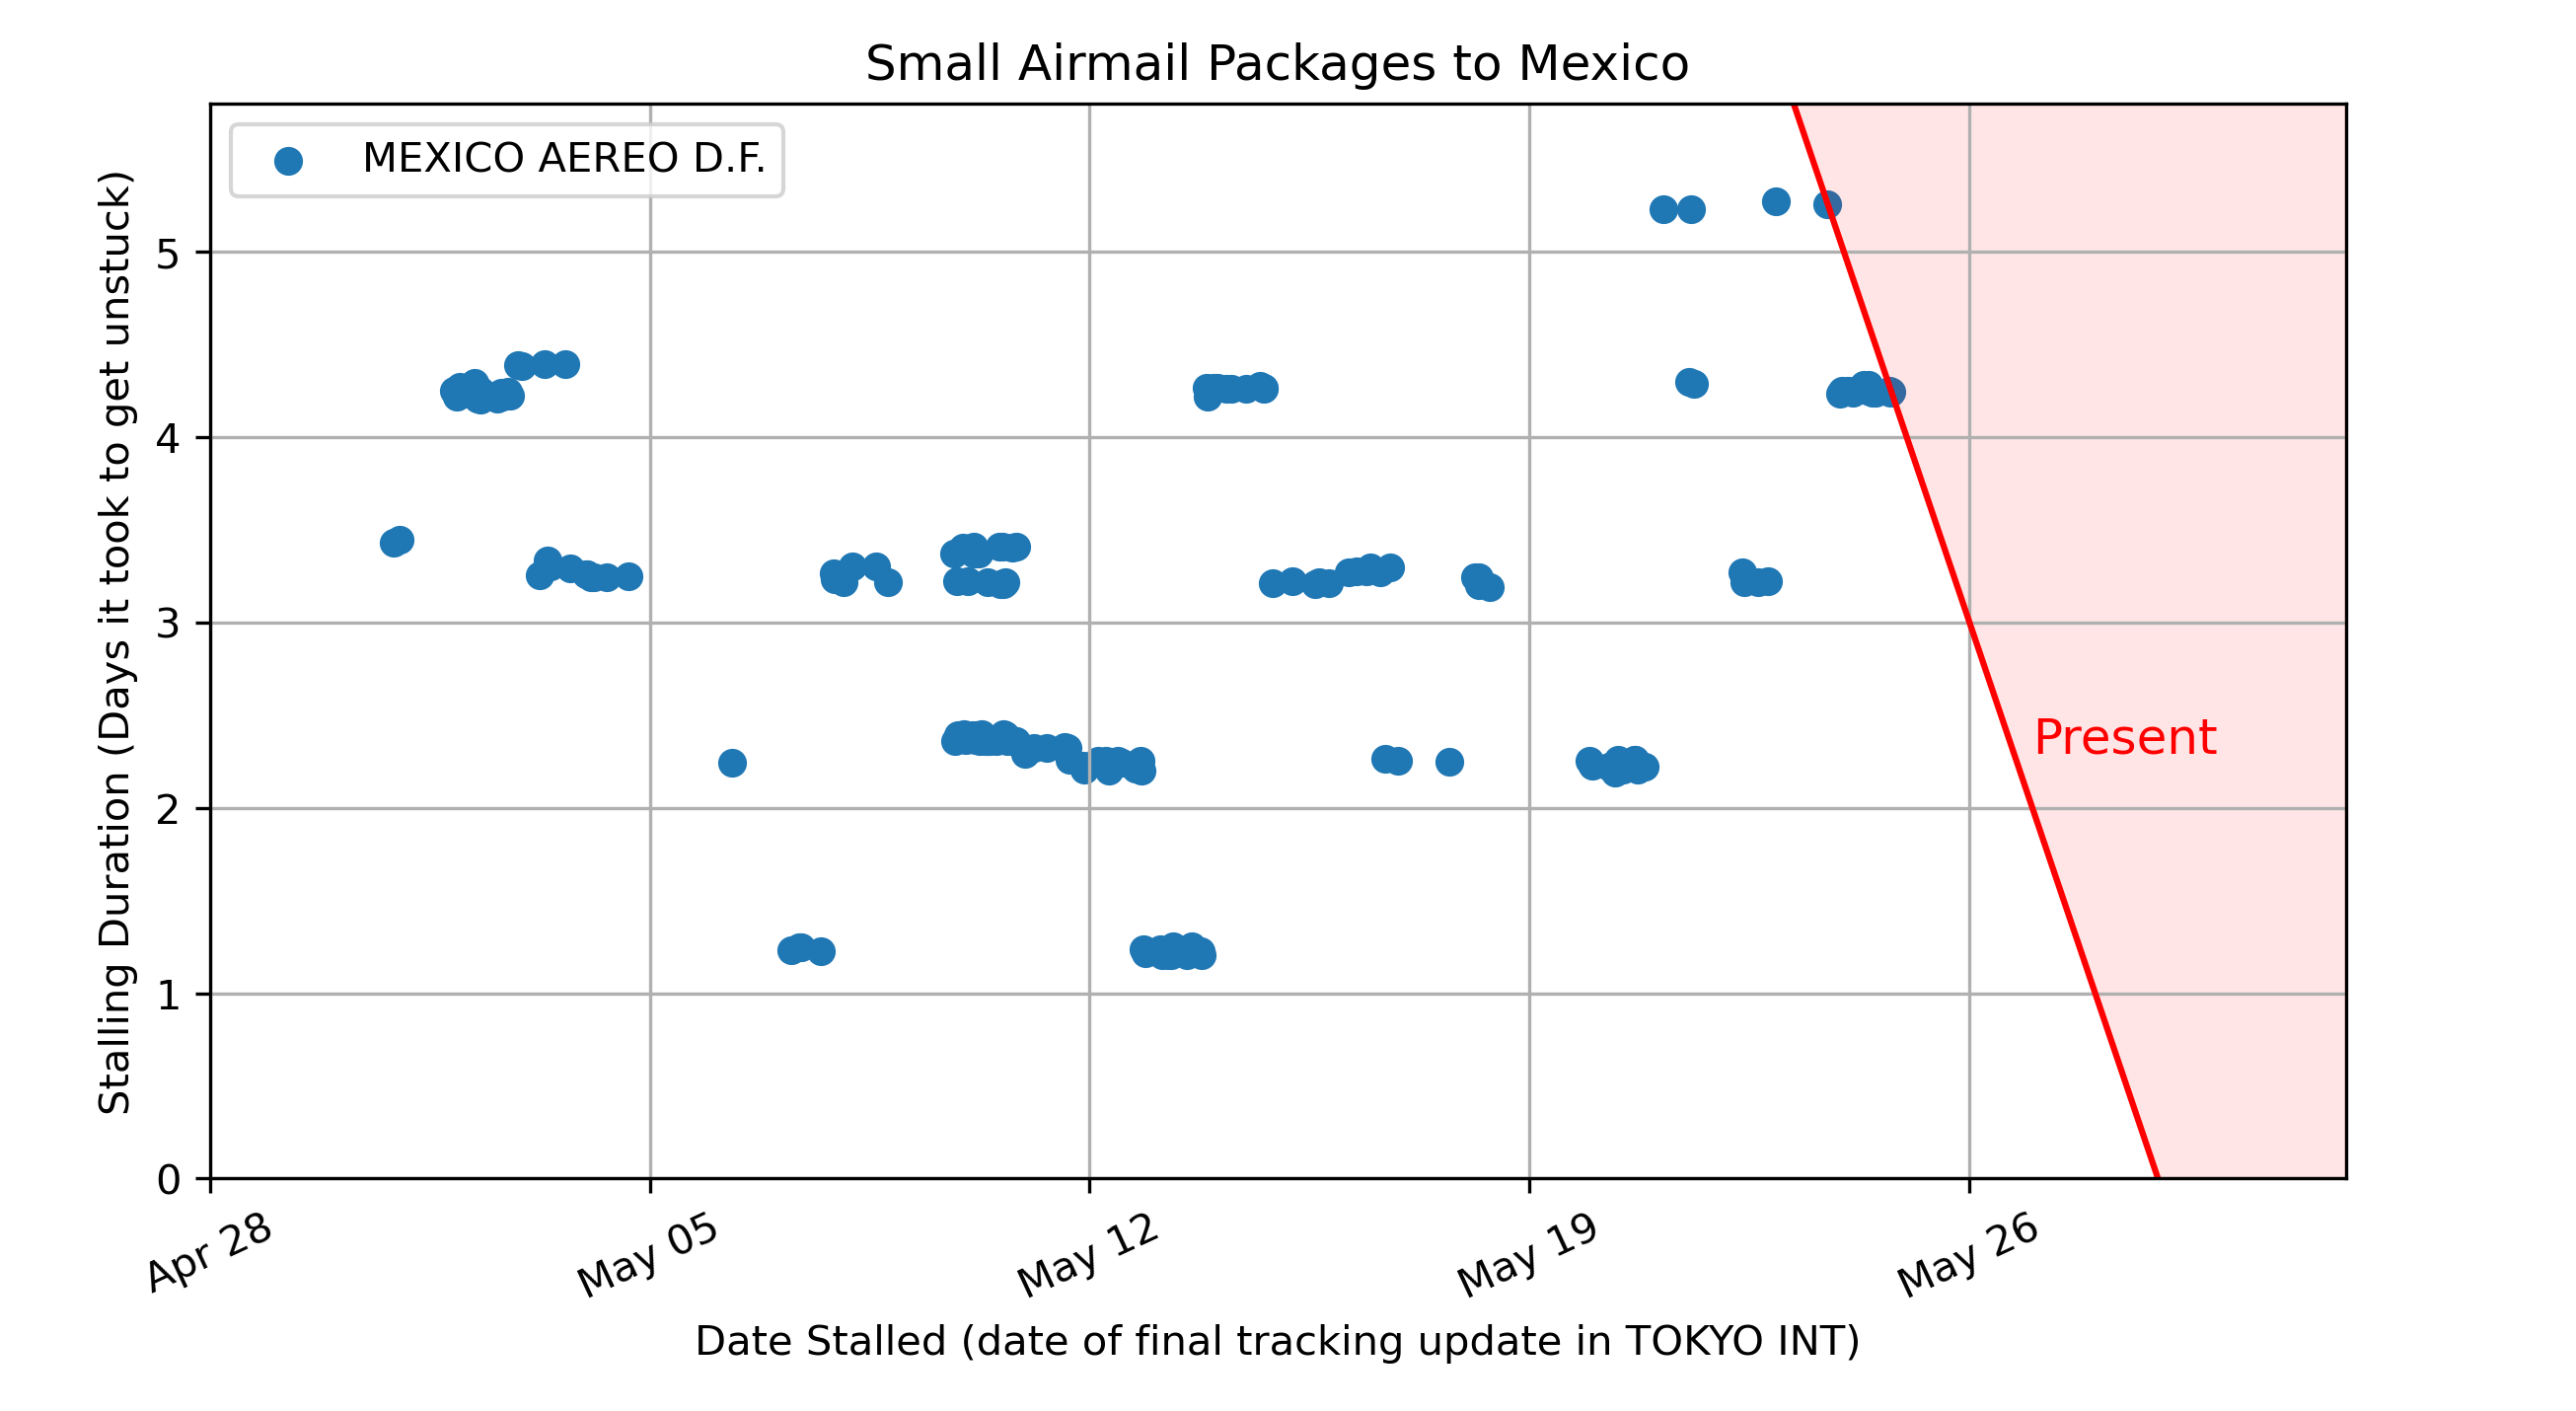 Small Airmail Packages to Mexico
MEXICO AEREO D.F.
Stalling Duration (Days it took to get unstuck)
5
4
3
2
1
0
Present
Apr 28
May 05
May 12
May 19
May 26
Date Stalled (date of final tracking update in TOKYO INT)